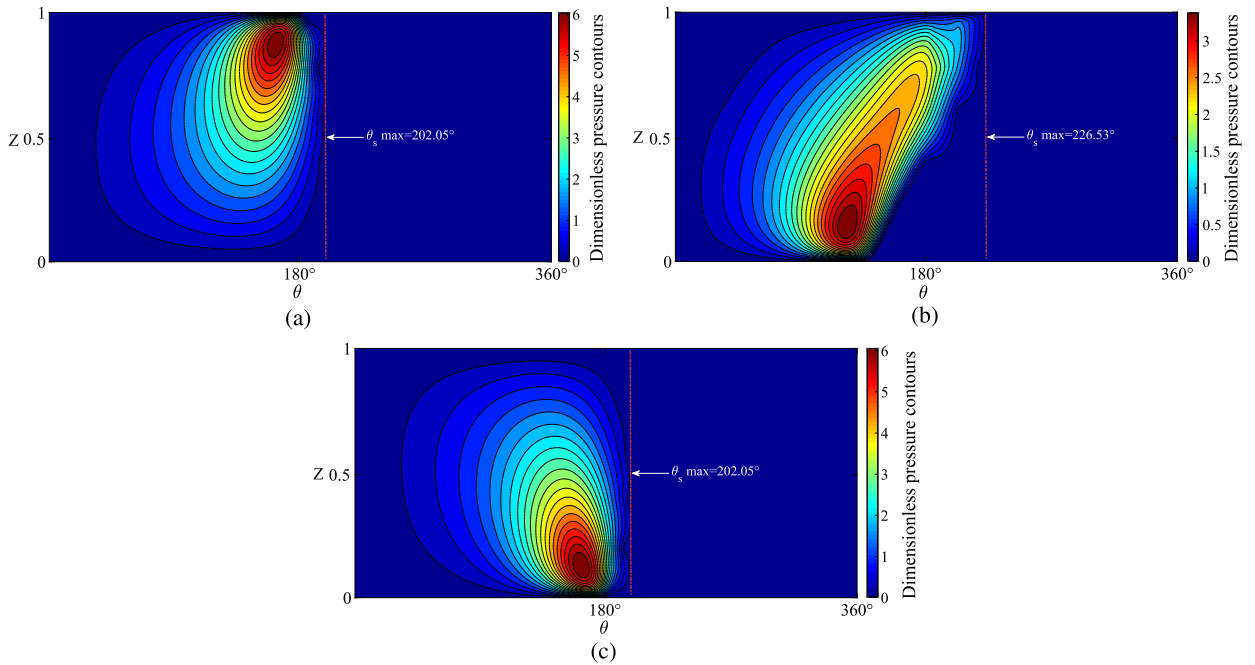 1
Z 0.5
0
180°
360°
θ
θs max=202.05°
6
5
4
3
2
1
0
Dimensionless pressure contours
(a)
1
Z 0.5
0
180°
360°
θ
θs max=226.53°
3
2.5
2
1.5
1
0.5
0
Dimensionless pressure contours
(b)
1
Z 0.5
0
180°
360°
θ
θs max=202.05°
6
5
4
3
2
1
0
Dimensionless pressure contours
(c)